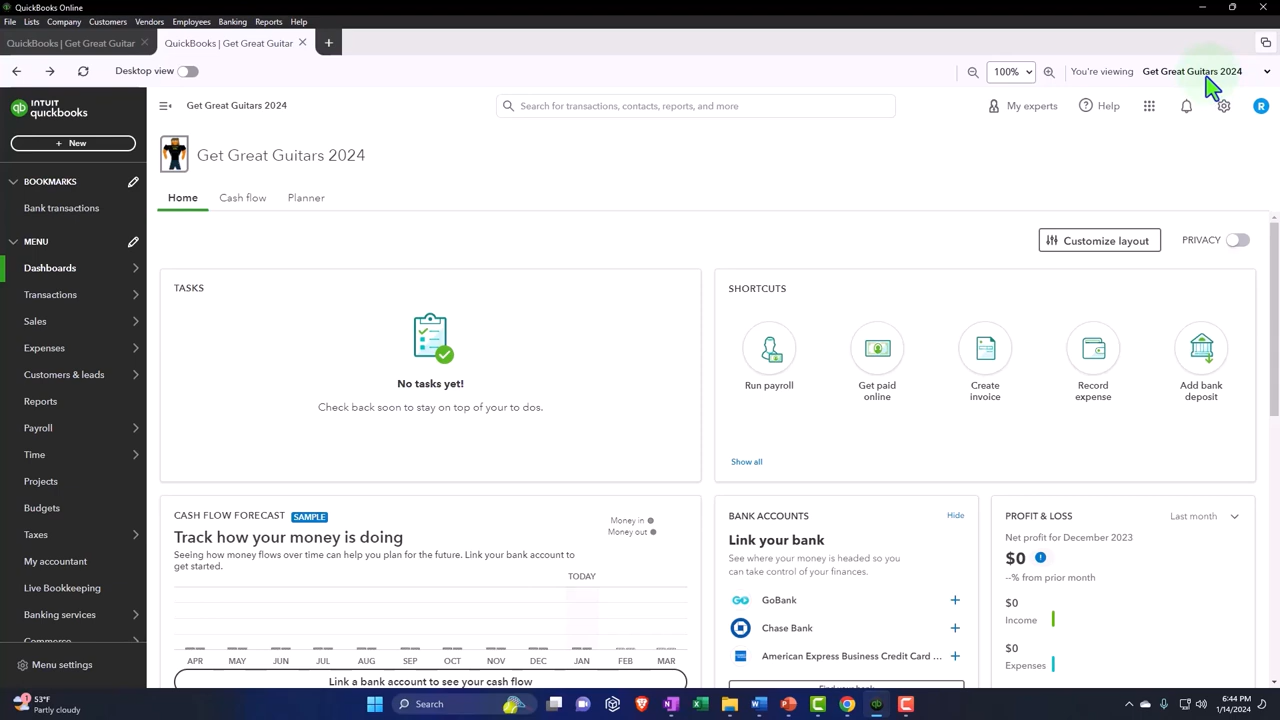 QuickBooks Online
File Lists Company Customers Vendors Employees Accountant Reports Window Help
QuickBooks | Get Great Guitar
QuickBooks | Get Great Guitar
Desktop view
100%
You're viewing Get Great Guitars 2024
INTUIT
quickbooks
Get Great Guitars 2024
Search for transactions, contacts, reports, and more
My experts
Help
R
+ New
Get Great Guitars 2024
BOOKMARKS
Bank transactions
Home Cash flow Planner
MENU
Customize layout
PRIVACY
Dashboards
Transactions
Sales
Expenses
Customers & leads
Reports
Payroll
Time
Projects
Budgets
Taxes
My accountant
Live Bookkeeping
Banking services
Commerce
Menu settings
TASKS
No tasks yet!
Check back soon to stay on top of your to dos.
SHORTCUTS
Run payroll
Get paid
online
Create
invoice
Record
expense
Add bank
deposit
Show all
CASH FLOW FORECAST SAMPLE
Track how your money is doing
Seeing how money flows over time can help you plan for the future. Link your bank account to
get started.
Money in
Money out
TODAY
APR MAY JUN JUL AUG SEP OCT NOV DEC JAN FEB MAR
Link a bank account to see your cash flow
BANK ACCOUNTS
Hide
Link your bank
See where your money is headed so you
can take control of your finances.
GoBank
Chase Bank
American Express Business Credit Card ...
PROFIT & LOSS
Last month
Net profit for December 2023
$0
--% from prior month
$0
Income
$0
Expenses
53°F
Partly cloudy
Search
6:44 PM
1/14/2024